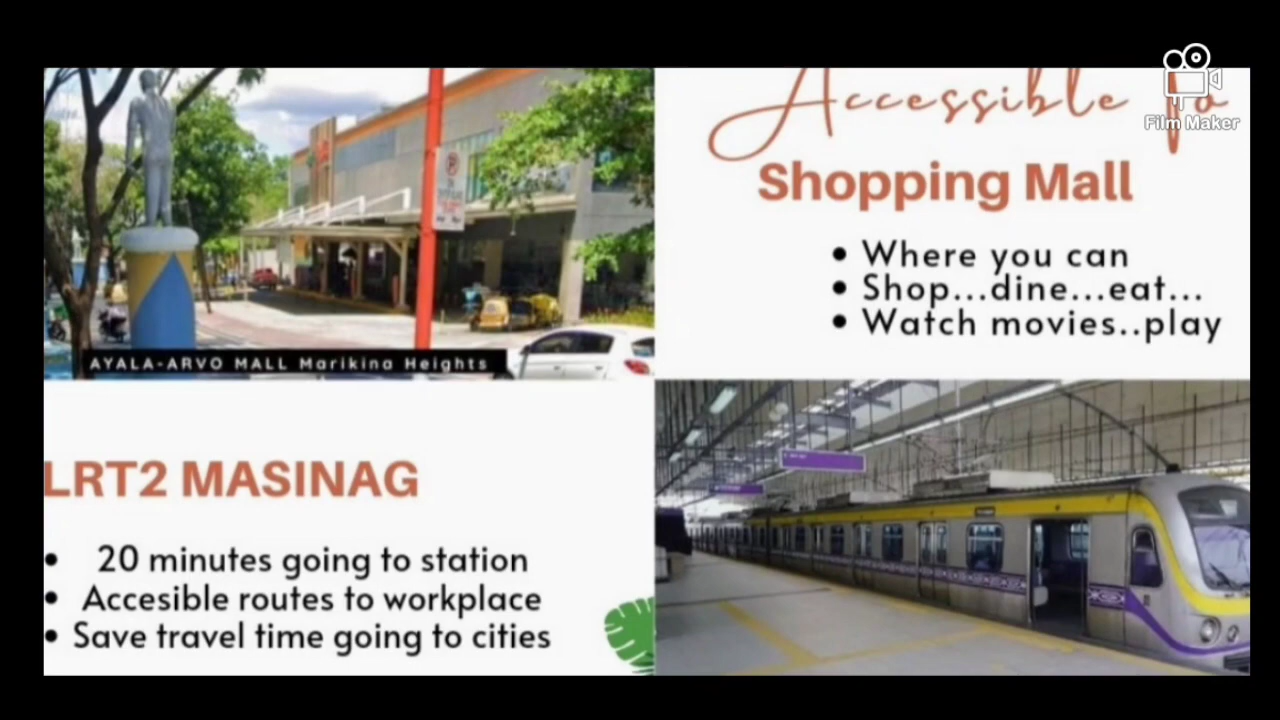 Accessible to
Film Maker
Shopping Mall
• Where you can
• Shop...dine...eat...
• Watch movies..play
AYALA-ARVO MALL Marikina Heights
LRT2 MASINAG
• 20 minutes going to station
• Accesible routes to workplace
• Save travel time going to cities